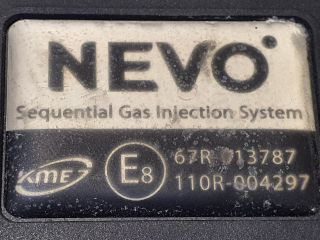 NEVO
Sequential Gas Injection System
KME E8 67R-013787
110R-004297